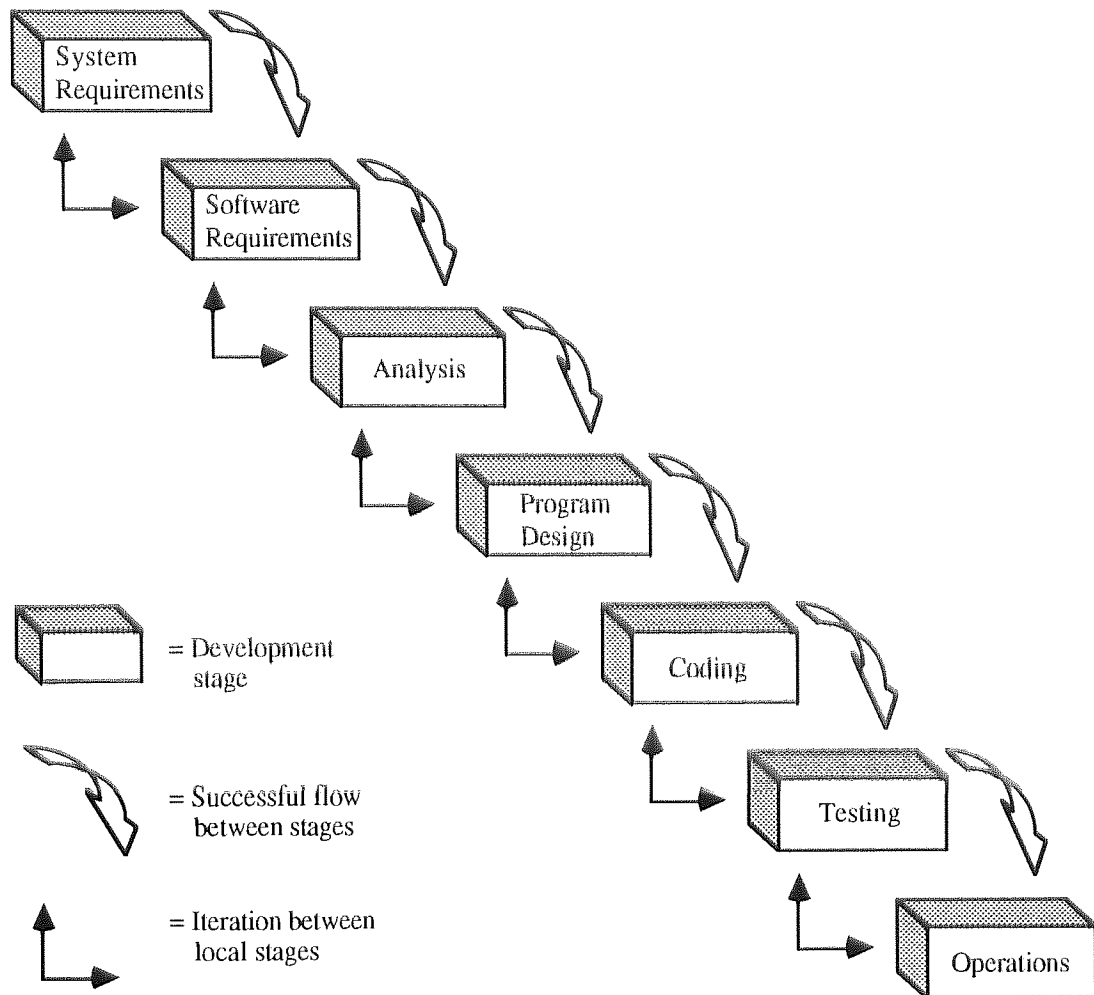 System
Requirements
Software
Requirements
Analysis
Program
Design
Coding
Testing
Operations
= Development
stage
= Successful flow
between stages
= Iteration between
local stages